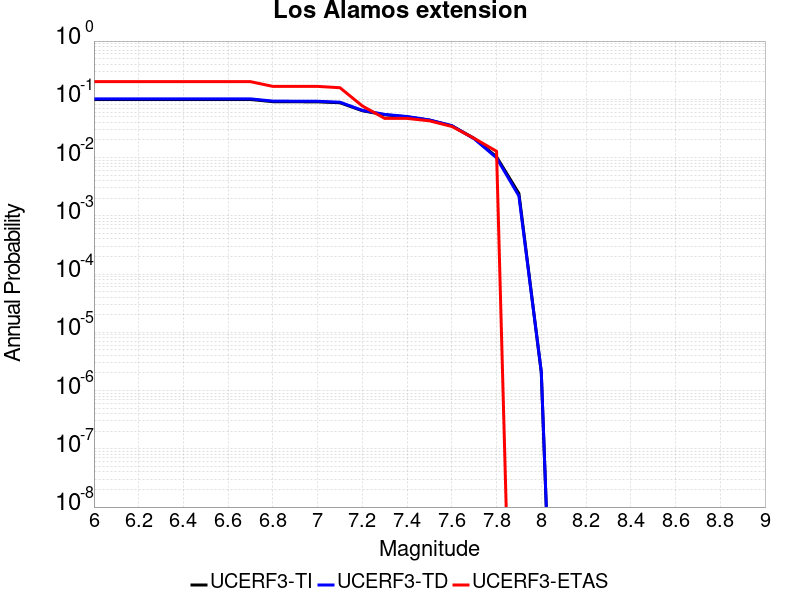 Los Alamos extension
10^0
10^-1
10^-2
10^-3
10^-4
10^-5
10^-6
10^-7
10^-8
Annual Probability
6 6.2 6.4 6.6 6.8 7 7.2 7.4 7.6 7.8 8 8.2 8.4 8.6 8.8 9
Magnitude
UCERF3-TI UCERF3-TD UCERF3-ETAS